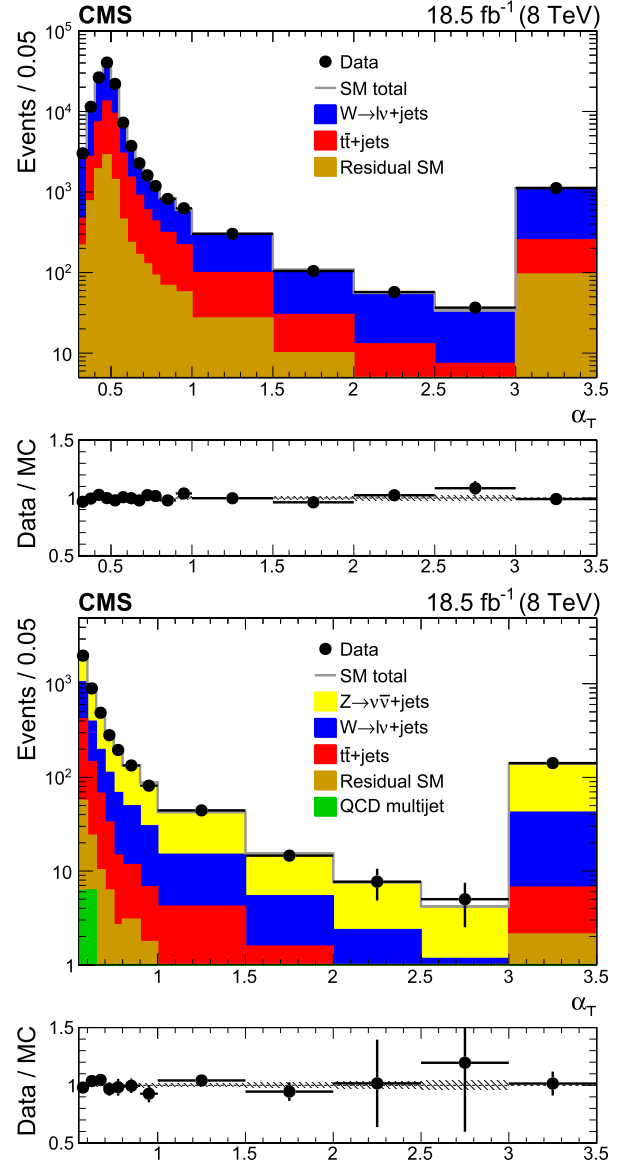 CMS 18.5 fb⁻¹ (8 TeV)
Events / 0.05
10⁵
10⁴
10³
10²
10
Data
SM total
W→lν+jets
tt̄+jets
Residual SM
0.5 1 1.5 2 2.5 3 3.5
α_T
Data / MC
1.5
1
0.5
0.5 1 1.5 2 2.5 3 3.5
CMS 18.5 fb⁻¹ (8 TeV)
Events / 0.05
10³
10²
10
1
Data
SM total
Z→νν̄+jets
W→lν+jets
tt̄+jets
Residual SM
QCD multijet
1 1.5 2 2.5 3 3.5
α_T
Data / MC
1.5
1
0.5
1 1.5 2 2.5 3 3.5